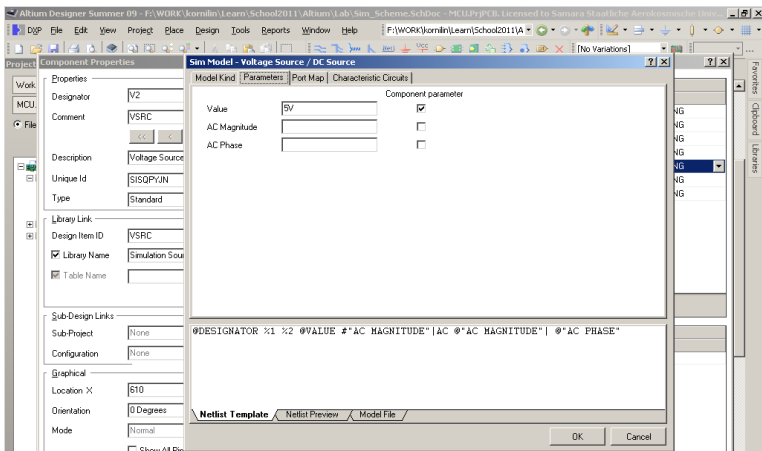 Altium Designer Summer 09 - F:\WORK\kornilin\Learn\School2011\Altium\Lab\Sim_Scheme.SchDoc - MCU.PrjPCB. Licensed to Samara Staatliche Aerokosmische Univ...
DXP File Edit View Project Place Design Tools Reports Window Help F:\WORK\kornilin\Learn\School2011\A
[No Variations]
Project
Component Properties
Sim Model - Voltage Source / DC Source
Favorites
Clipboard
Libraries
Work
MCU.
File
Properties
Designator V2
Comment VSRC
<< <
Description Voltage Source
Unique Id SISQPYJN
Type Standard
Library Link
Design Item ID VSRC
Library Name Simulation Sour
Table Name
Sub-Design Links
Sub-Project None
Configuration None
Graphical
Location X 610
Orientation 0 Degrees
Mode Normal
Show All Pin
Model Kind Parameters Port Map Characteristic Circuits
Component parameter
Value 5V
AC Magnitude
AC Phase
NG
NG
NG
NG
NG
NG
NG
@DESIGNATOR %1 %2 @VALUE #"AC MAGNITUDE"|AC @"AC MAGNITUDE"| @"AC PHASE"
Netlist Template Netlist Preview Model File
OK Cancel